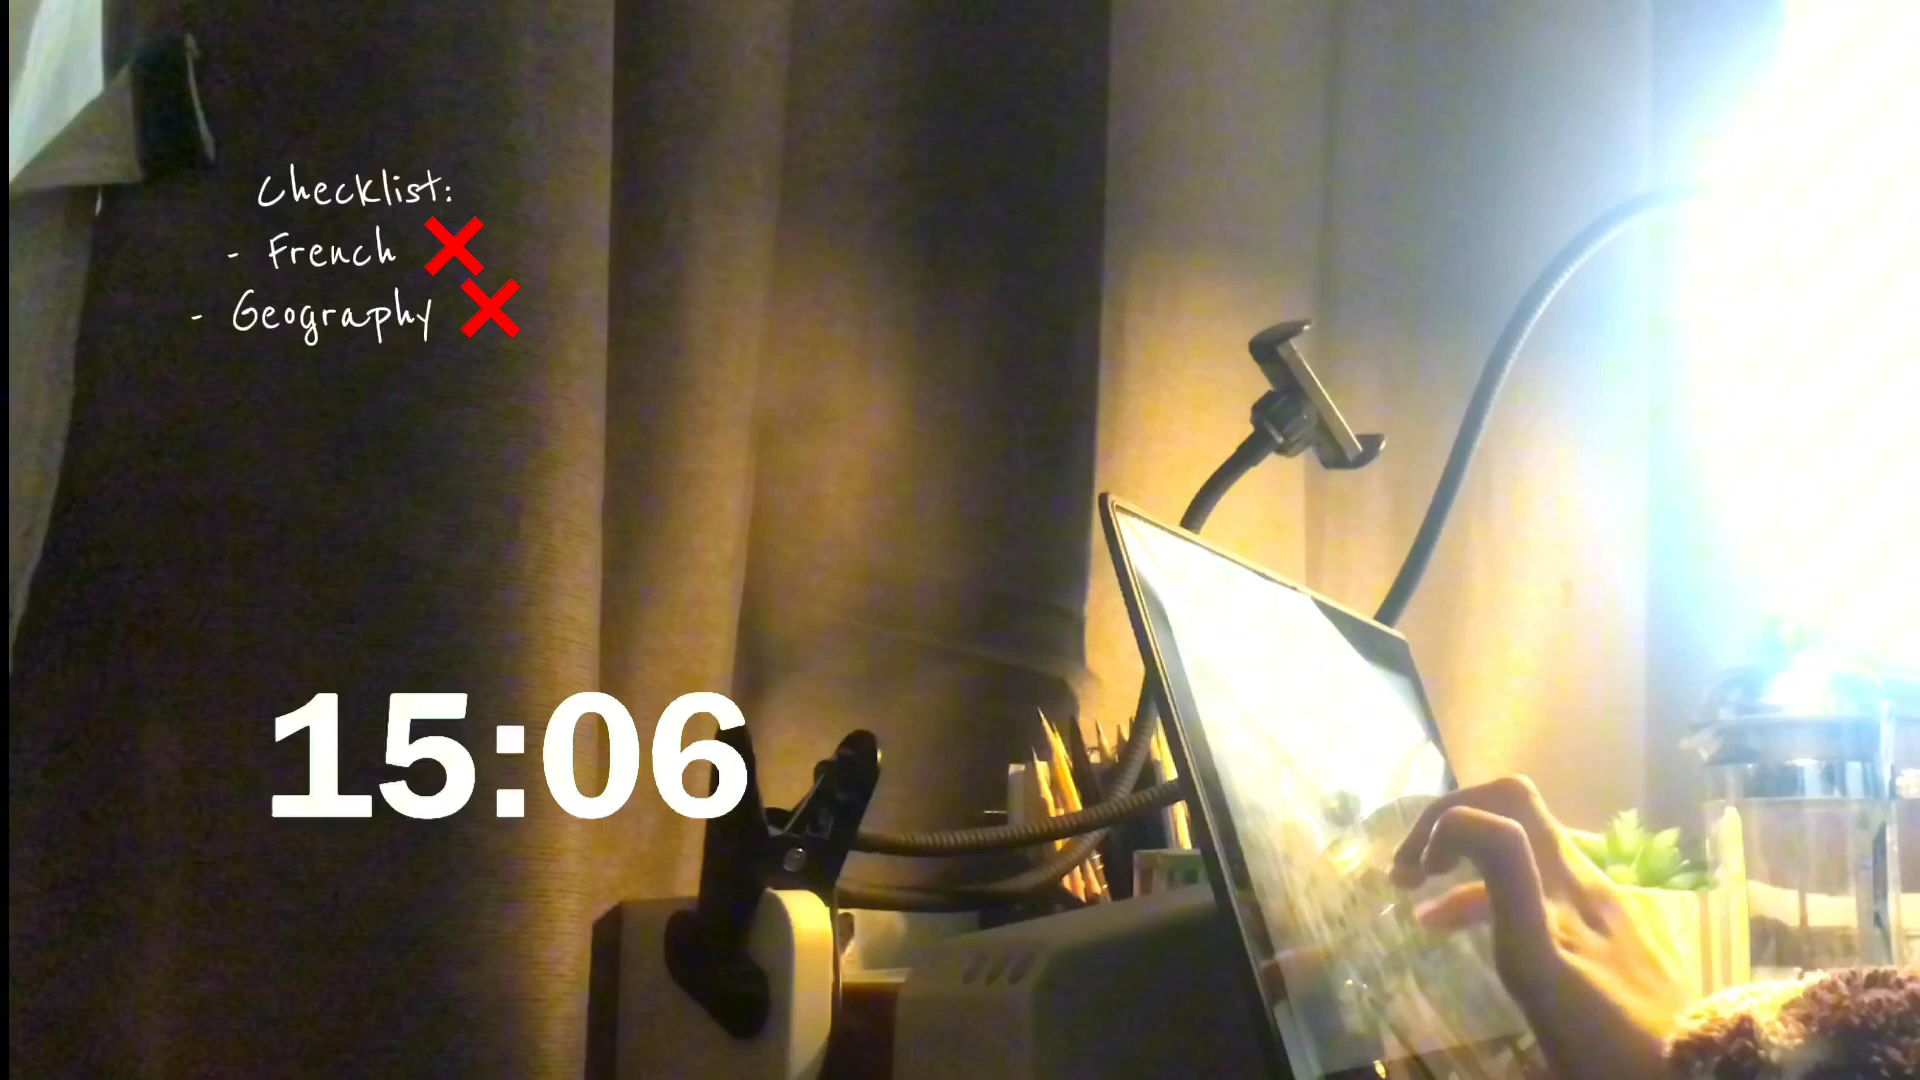 Checklist:
- French ❌
- Geography ❌
15:06